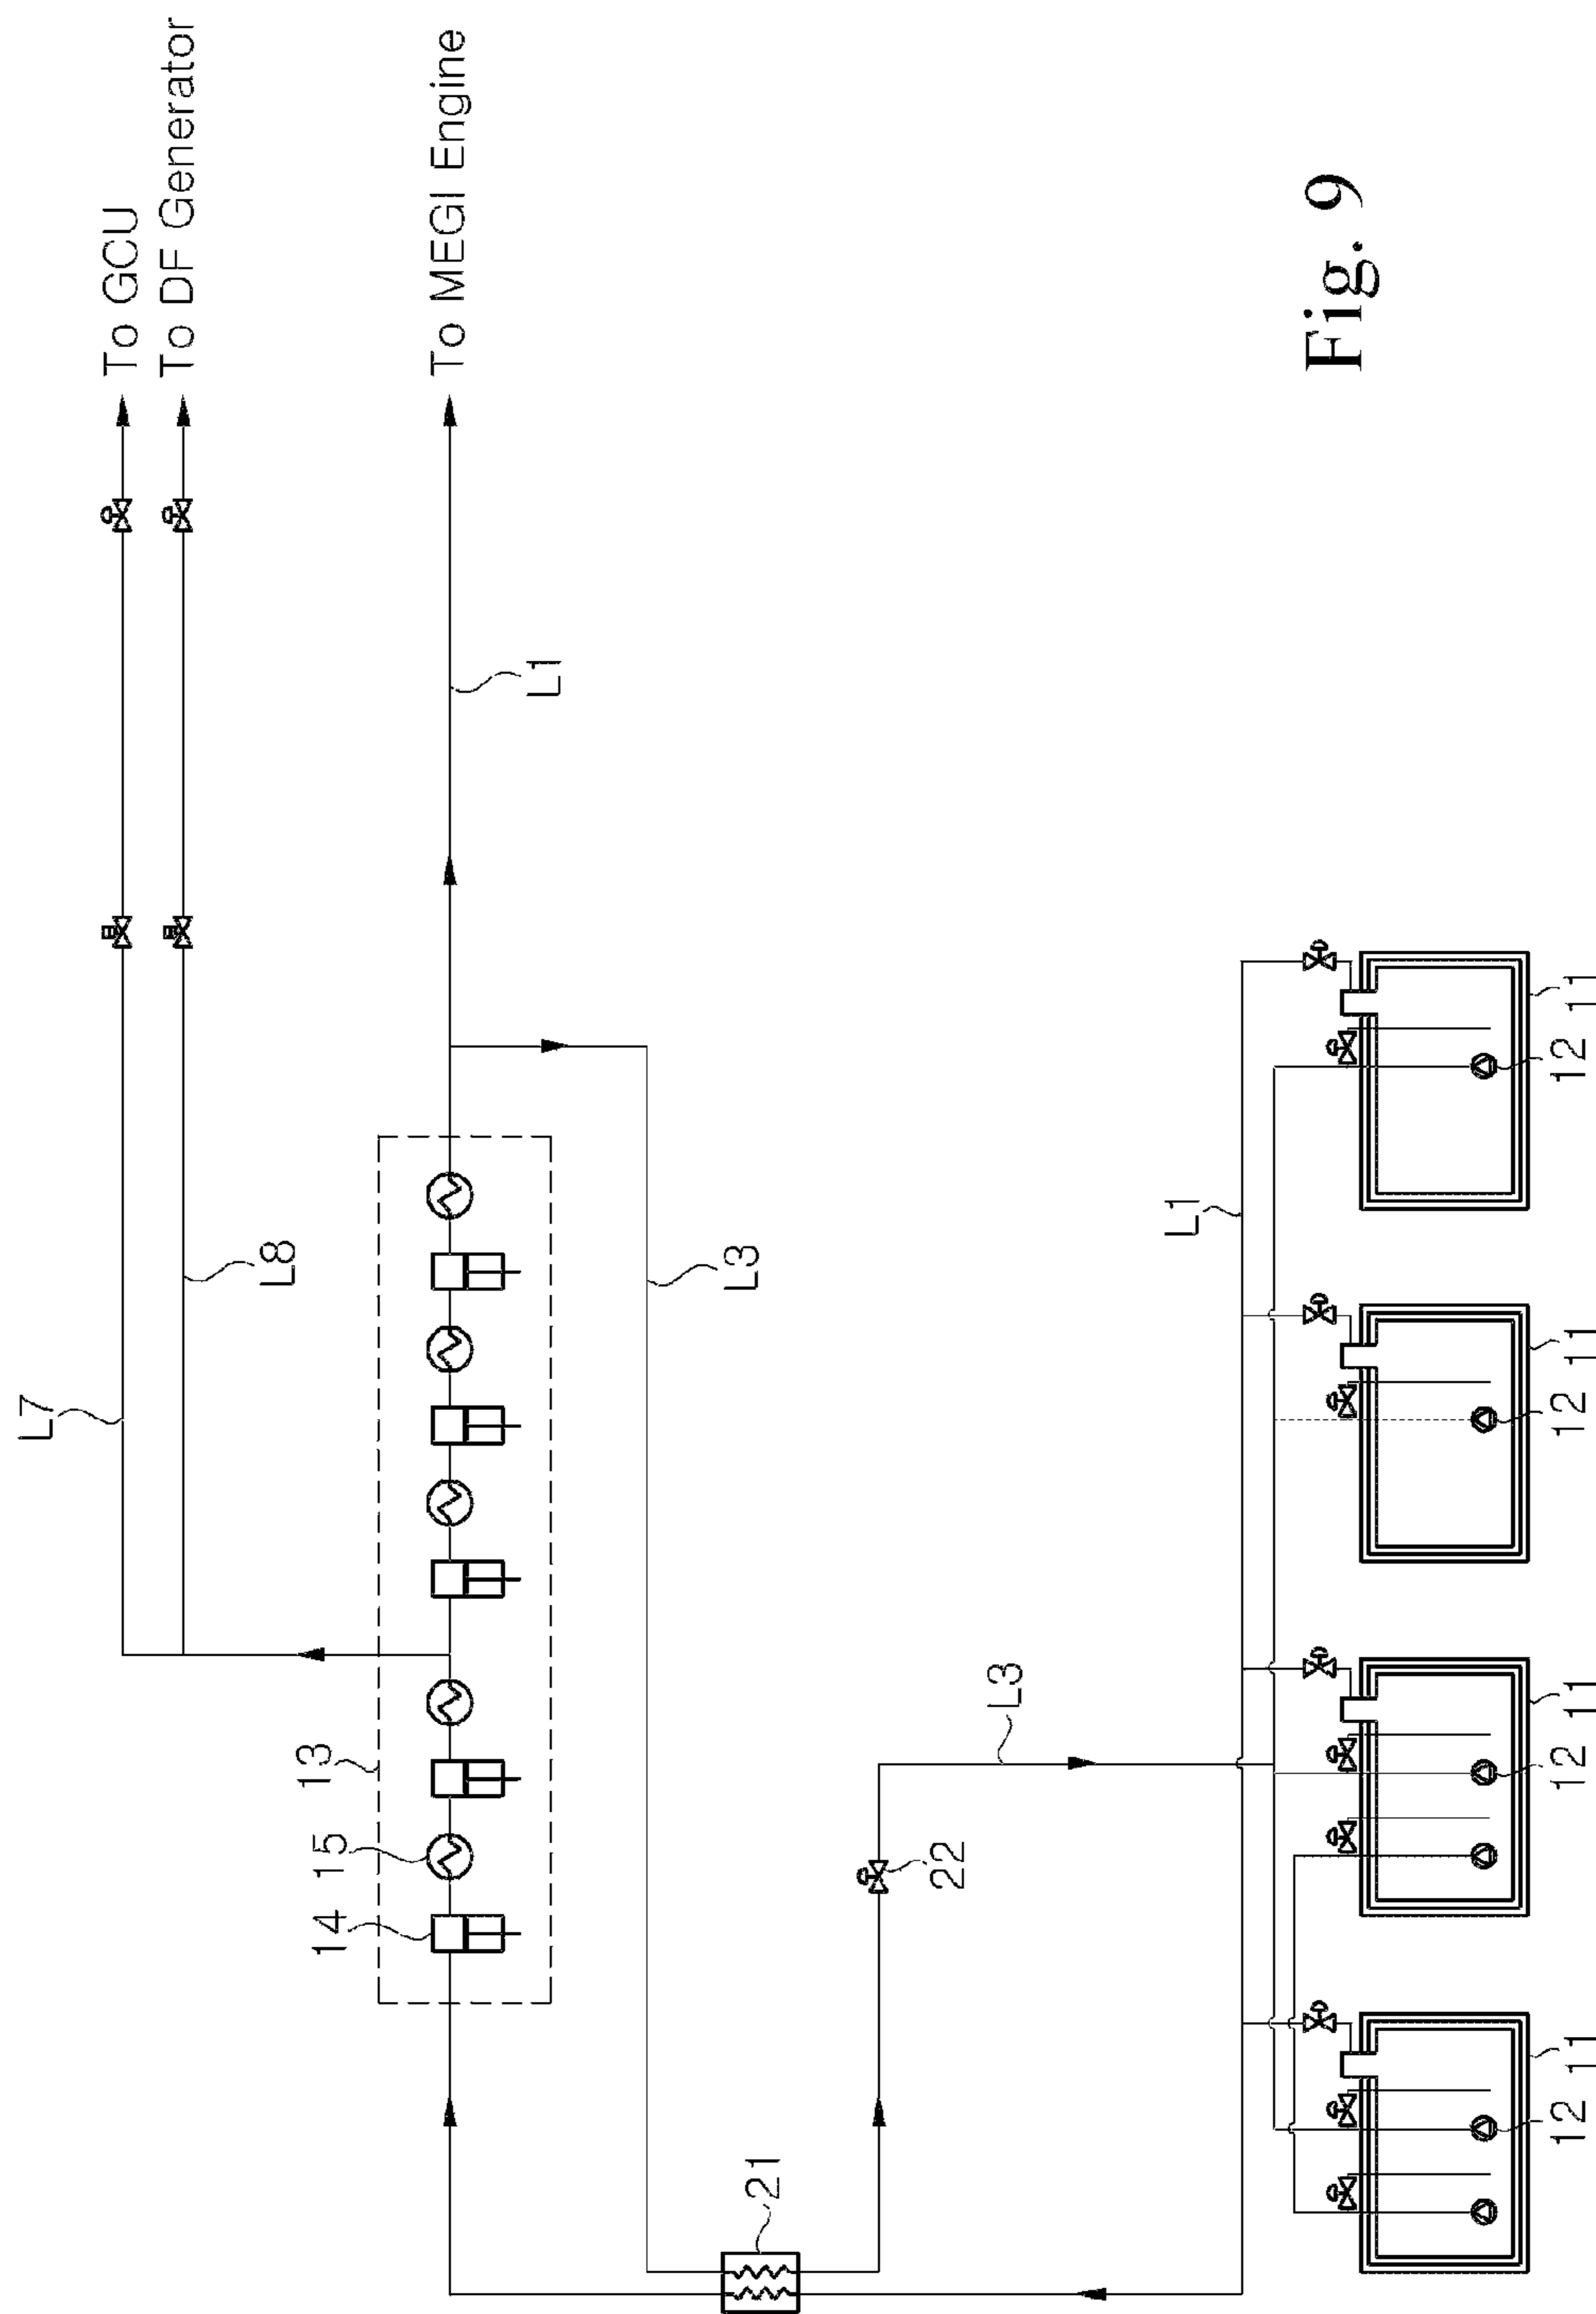 To GCU
To DF Generator
To MEGI Engine
L7
L8
L1
13
15
14
L3
L3
22
21
L1
11
12
11
12
11
12
11
12
Fig. 9